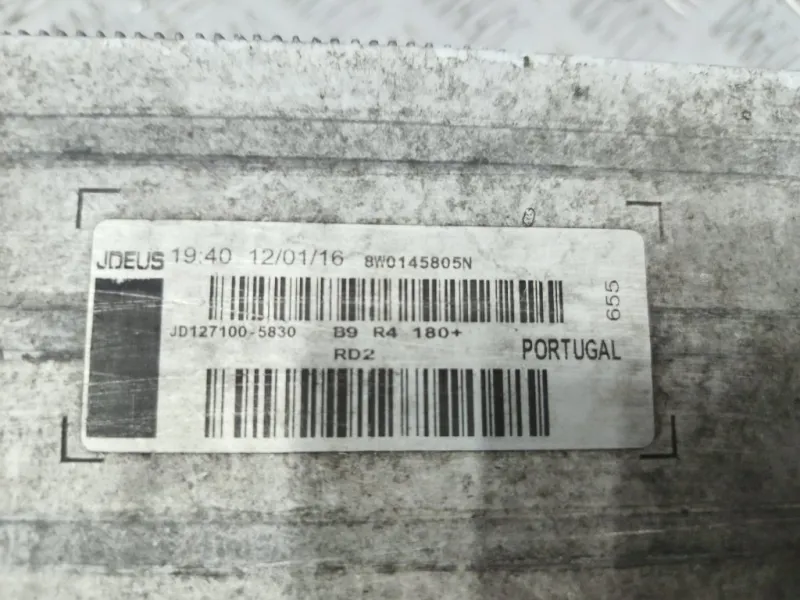 JDEUS 19:40 12/01/16 8W0145805N
655
JD127100-5830 B9 R4 180+
RD2
PORTUGAL